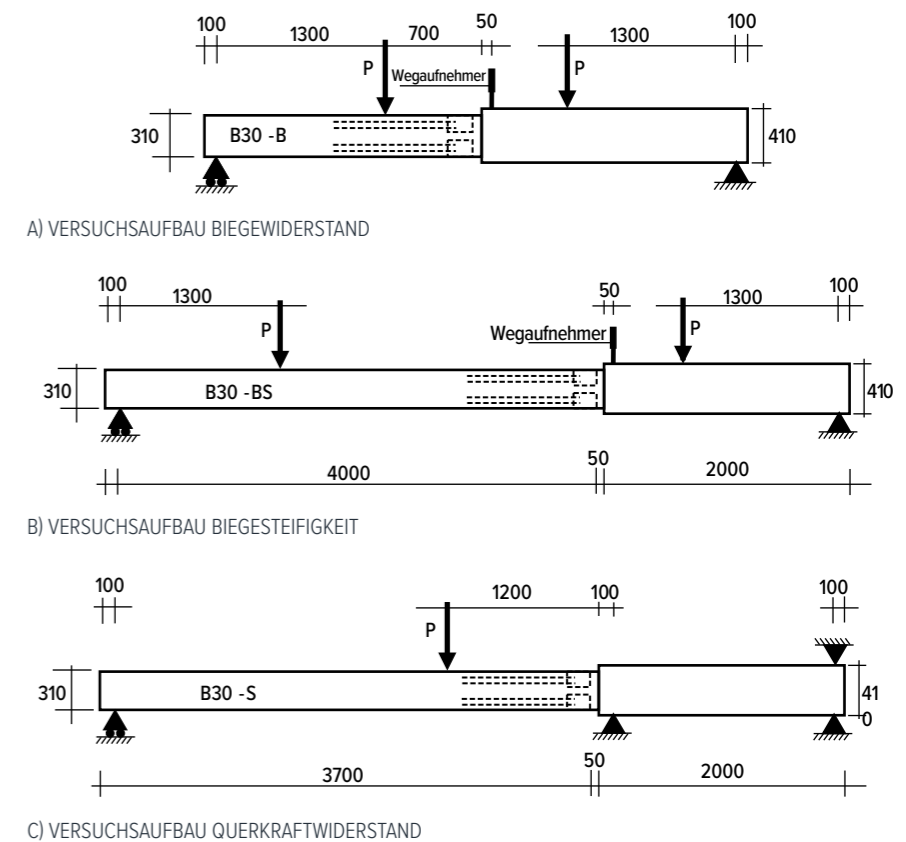 100 1300 700 50 1300 100
P Wegaufnehmer P
310 B30 -B 410
A) VERSUCHSAUFBAU BIEGEWIDERSTAND
100 1300 50 1300 100
P Wegaufnehmer P
310 B30 -BS 410
4000 50 2000
B) VERSUCHSAUFBAU BIEGESTEIFIGKEIT
100 1200 100 100
P
310 B30 -S 41
0
3700 50 2000
C) VERSUCHSAUFBAU QUERKRAFTWIDERSTAND